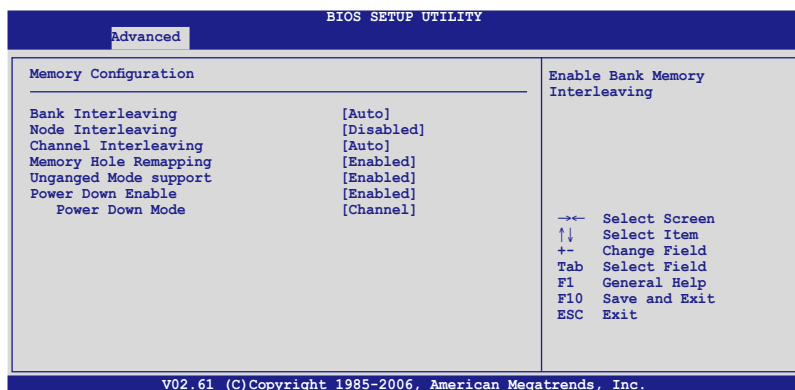 BIOS SETUP UTILITY
Advanced
Memory Configuration
Bank Interleaving [Auto]
Node Interleaving [Disabled]
Channel Interleaving [Auto]
Memory Hole Remapping [Enabled]
Unganged Mode support [Enabled]
Power Down Enable [Enabled]
Power Down Mode [Channel]
Enable Bank Memory
Interleaving
→← Select Screen
↑↓ Select Item
+- Change Field
Tab Select Field
F1 General Help
F10 Save and Exit
ESC Exit
V02.61 (C)Copyright 1985-2006, American Megatrends, Inc.